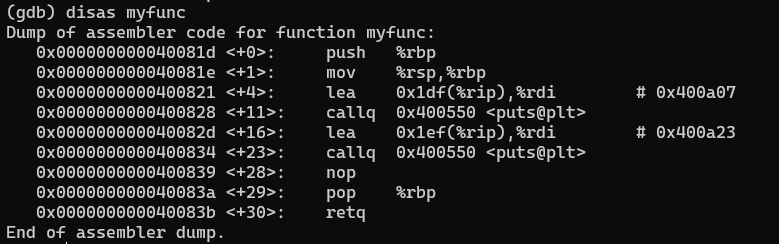 (gdb) disas myfunc
Dump of assembler code for function myfunc:
   0x000000000040081d <+0>:     push   %rbp
   0x000000000040081e <+1>:     mov    %rsp,%rbp
   0x0000000000400821 <+4>:     lea    0x1df(%rip),%rdi        # 0x400a07
   0x0000000000400828 <+11>:    callq  0x400550 <puts@plt>
   0x000000000040082d <+16>:    lea    0x1ef(%rip),%rdi        # 0x400a23
   0x0000000000400834 <+23>:    callq  0x400550 <puts@plt>
   0x0000000000400839 <+28>:    nop
   0x000000000040083a <+29>:    pop    %rbp
   0x000000000040083b <+30>:    retq
End of assembler dump.